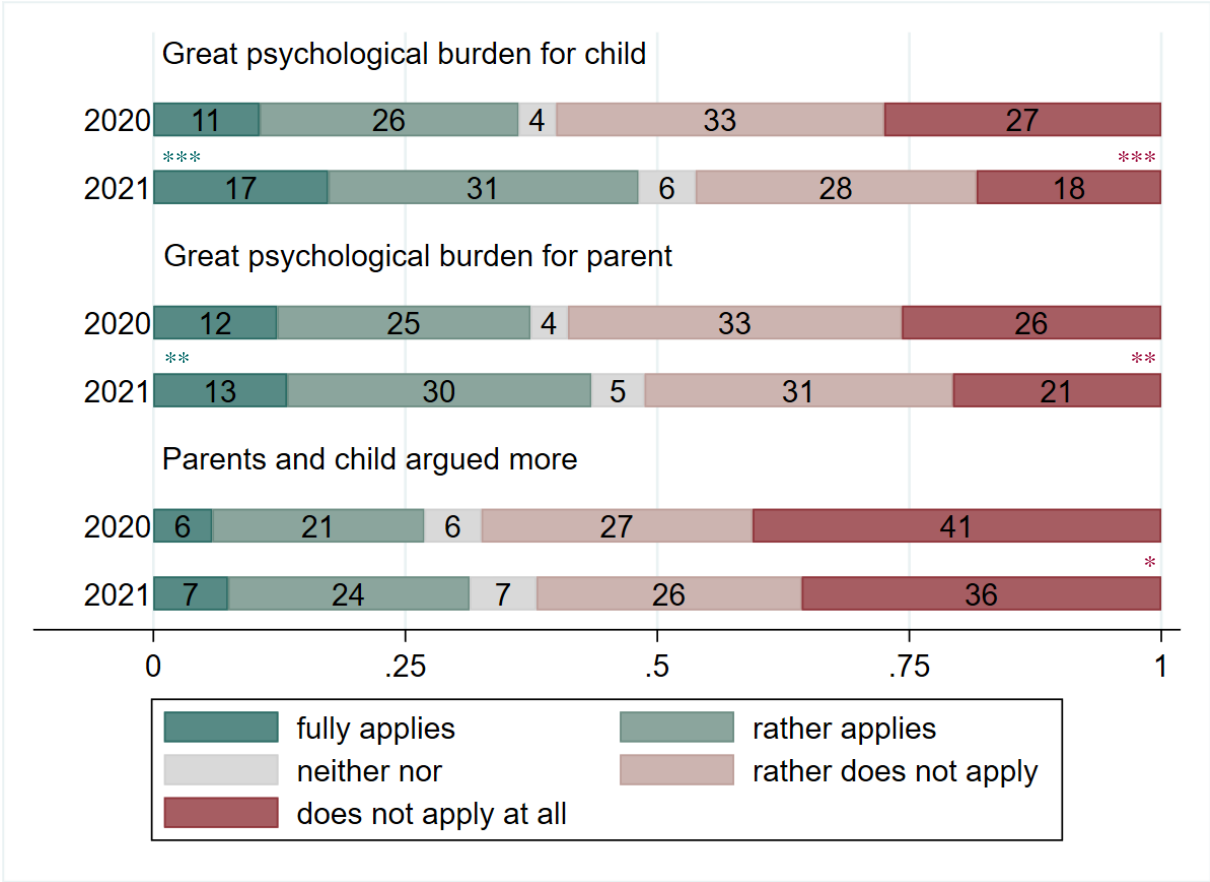 Great psychological burden for child
2020 11 26 4 33 27
*** ***
2021 17 31 6 28 18
Great psychological burden for parent
2020 12 25 4 33 26
** **
2021 13 30 5 31 21
Parents and child argued more
2020 6 21 6 27 41
*
2021 7 24 7 26 36
0 .25 .5 .75 1
fully applies rather applies
neither nor rather does not apply
does not apply at all